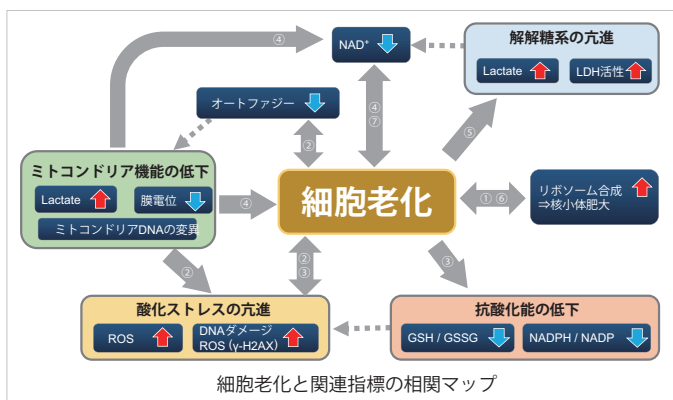 ④
NAD⁺
解解糖系の亢進
Lactate
LDH活性
オートファジー
④
⑦
②
⑤
ミトコンドリア機能の低下
Lactate
膜電位
ミトコンドリアDNAの変異
④
細胞老化
① ⑥
リボソーム合成
⇒核小体肥大
②
②
③
③
酸化ストレスの亢進
ROS
DNAダメージ
ROS (γ-H2AX)
抗酸化能の低下
GSH / GSSG
NADPH / NADP
細胞老化と関連指標の相関マップ